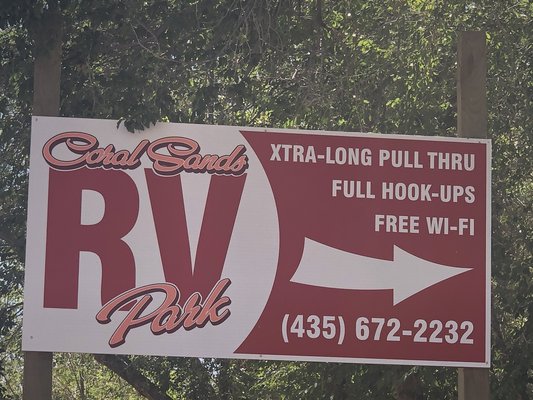 Coral Sands
RV
Park
XTRA-LONG PULL THRU
FULL HOOK-UPS
FREE WI-FI
(435) 672-2232